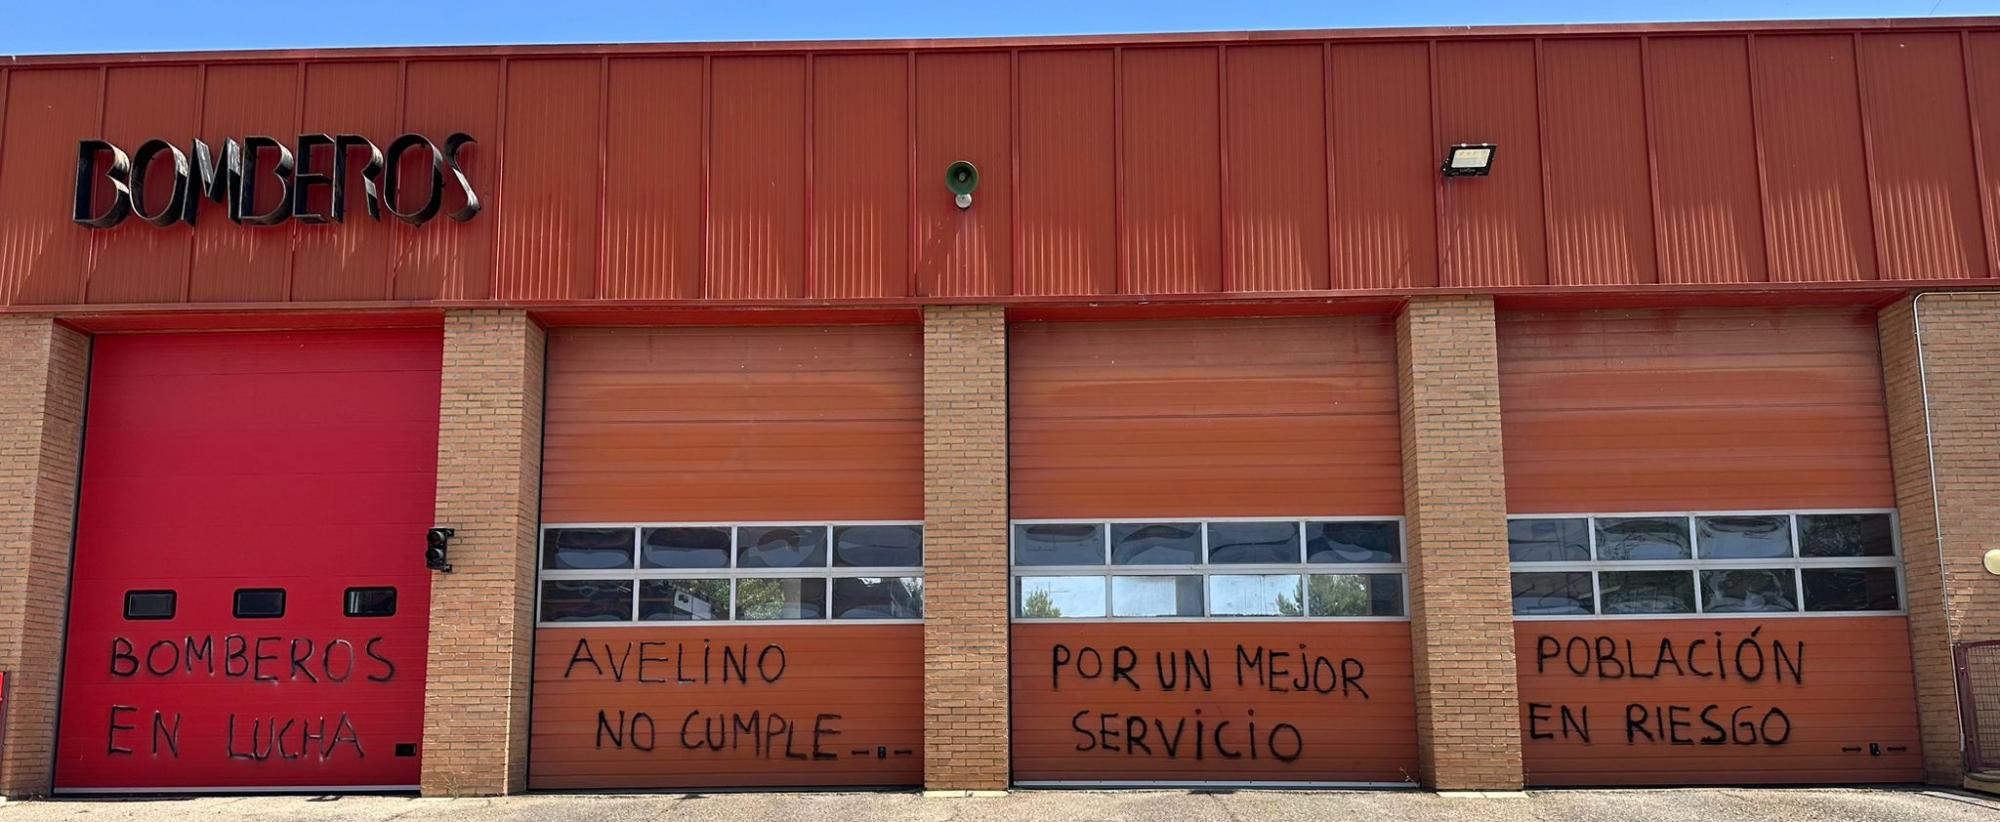 BOMBEROS
BOMBEROS
EN LUCHA
AVELINO
NO CUMPLE
POR UN MEJOR
SERVICIO
POBLACIÓN
EN RIESGO